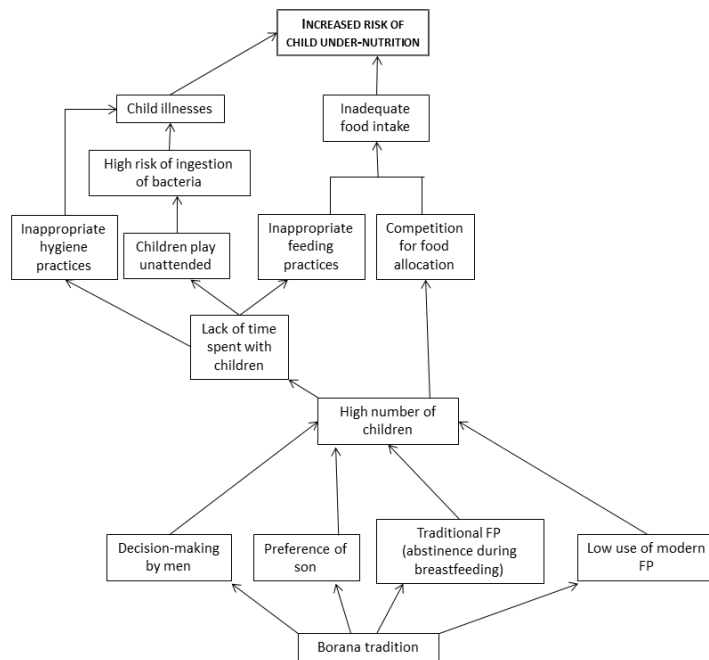 INCREASED RISK OF
CHILD UNDER-NUTRITION
Child illnesses
Inadequate
food intake
High risk of ingestion
of bacteria
Inappropriate
hygiene
practices
Children play
unattended
Inappropriate
feeding
practices
Competition
for food
allocation
Lack of time
spent with
children
High number of
children
Decision-making
by men
Preference of
son
Traditional FP
(abstinence during
breastfeeding)
Low use of modern
FP
Borana tradition